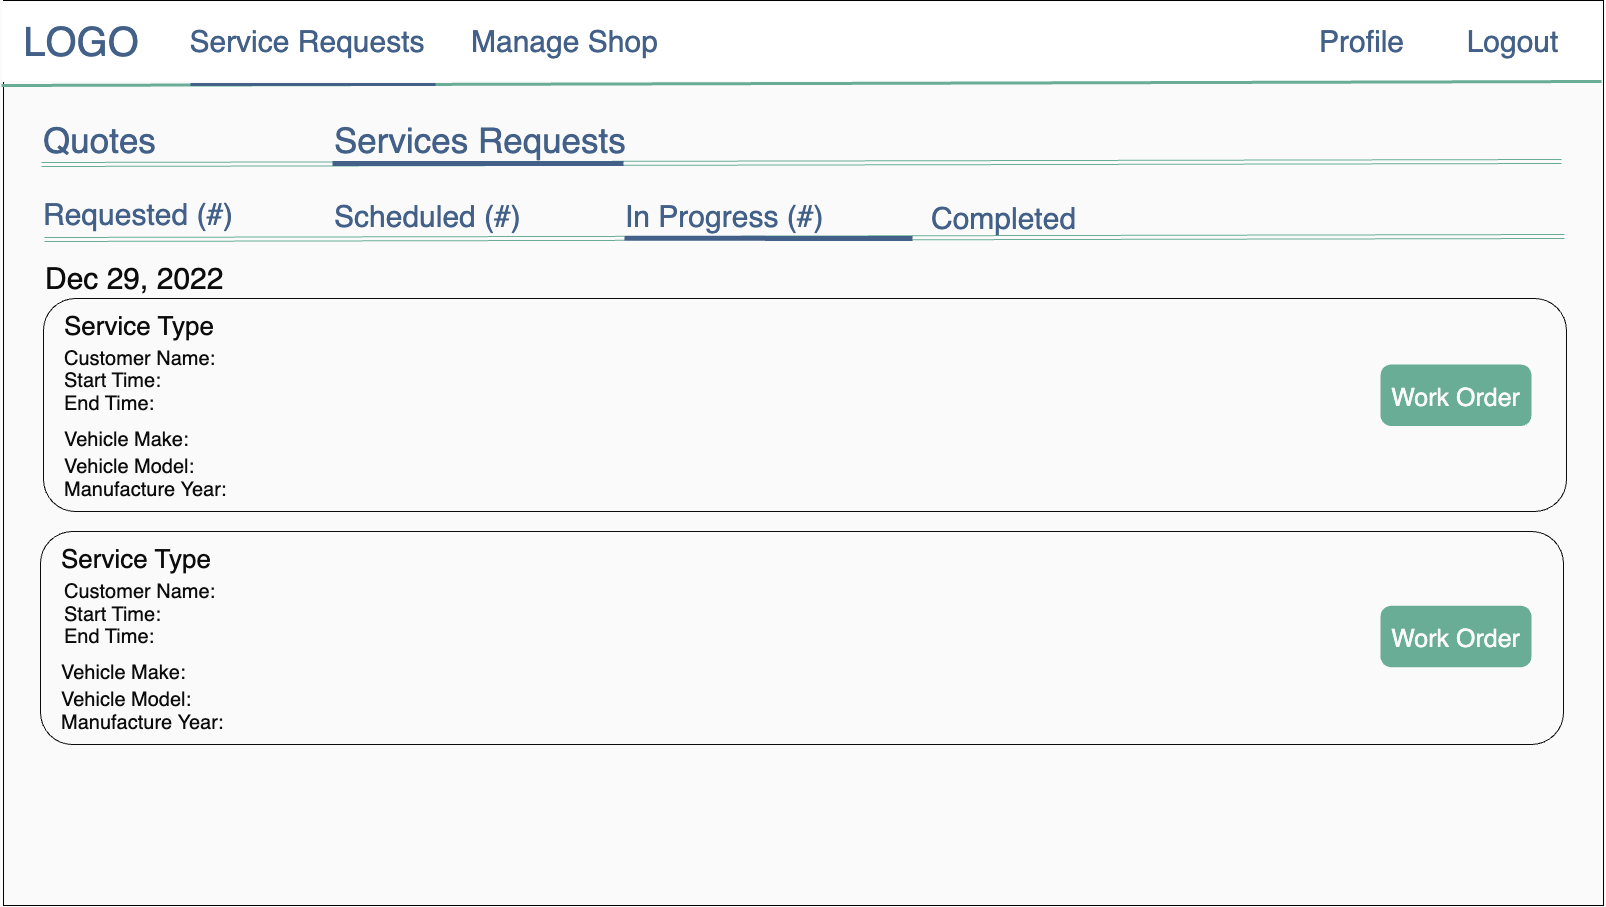 LOGO Service Requests Manage Shop Profile Logout
Quotes Services Requests
Requested (#) Scheduled (#) In Progress (#) Completed
Dec 29, 2022
Service Type
Customer Name:
Start Time:
End Time:
Work Order
Vehicle Make:
Vehicle Model:
Manufacture Year:
Service Type
Customer Name:
Start Time:
End Time:
Work Order
Vehicle Make:
Vehicle Model:
Manufacture Year: